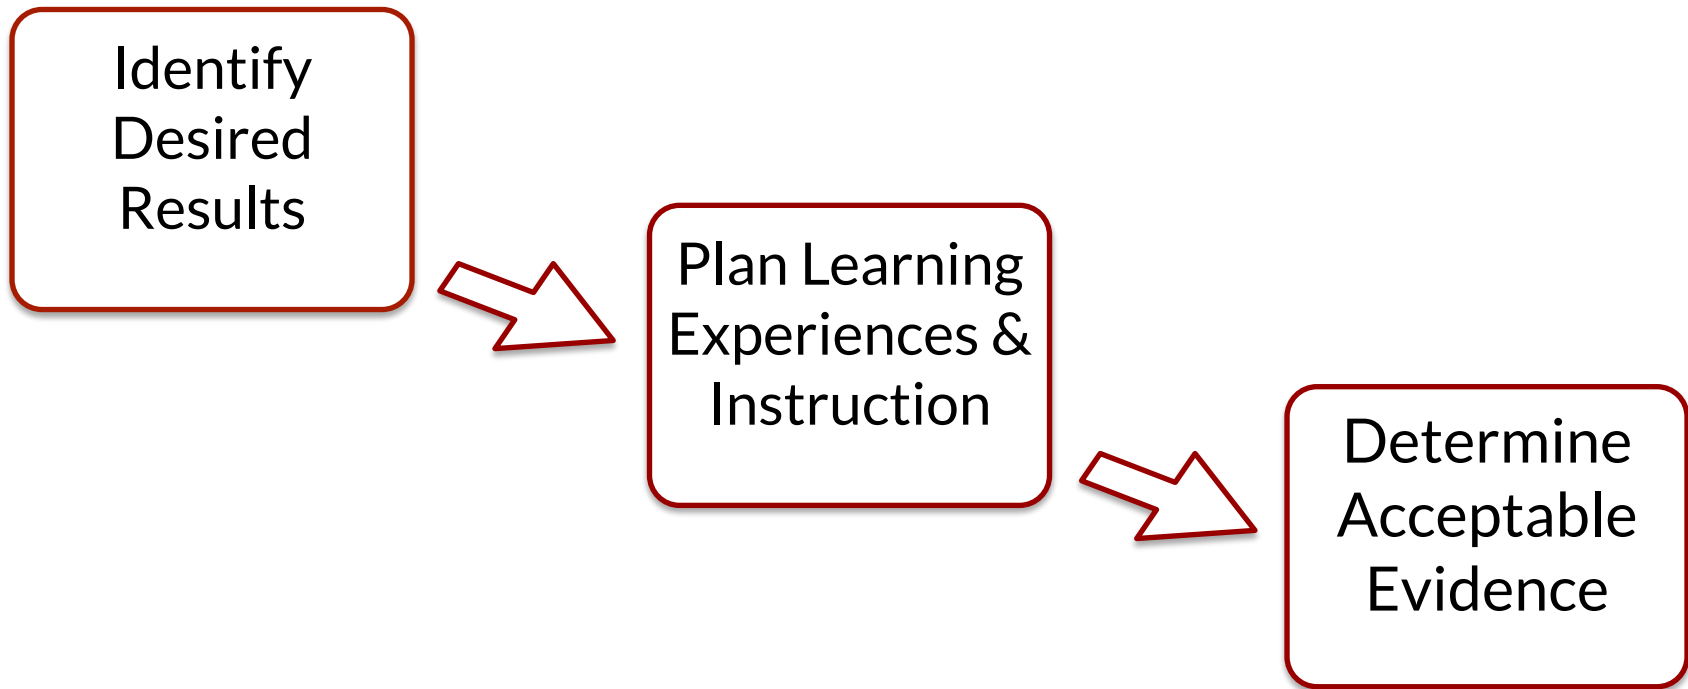 Identify
Desired
Results
Plan Learning
Experiences &
Instruction
Determine
Acceptable
Evidence